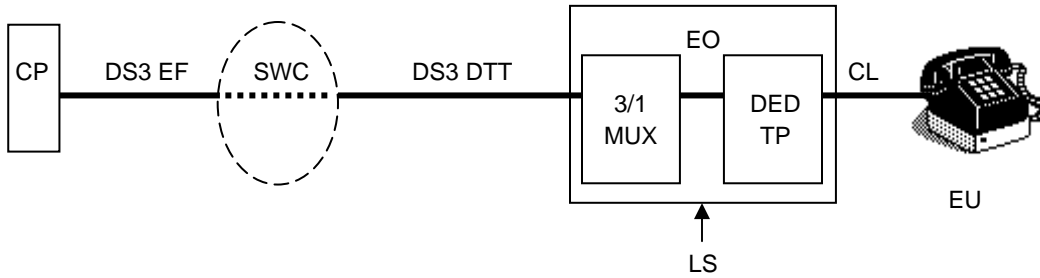 EO
CP
DS3 EF
SWC
DS3 DTT
3/1
MUX
DED
TP
CL
EU
LS